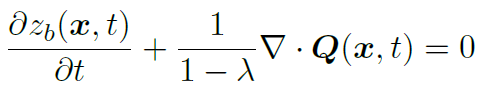 ∂z_b(𝒙, t)/∂t + 1/(1 − λ) ∇ · 𝑸(𝒙, t) = 0